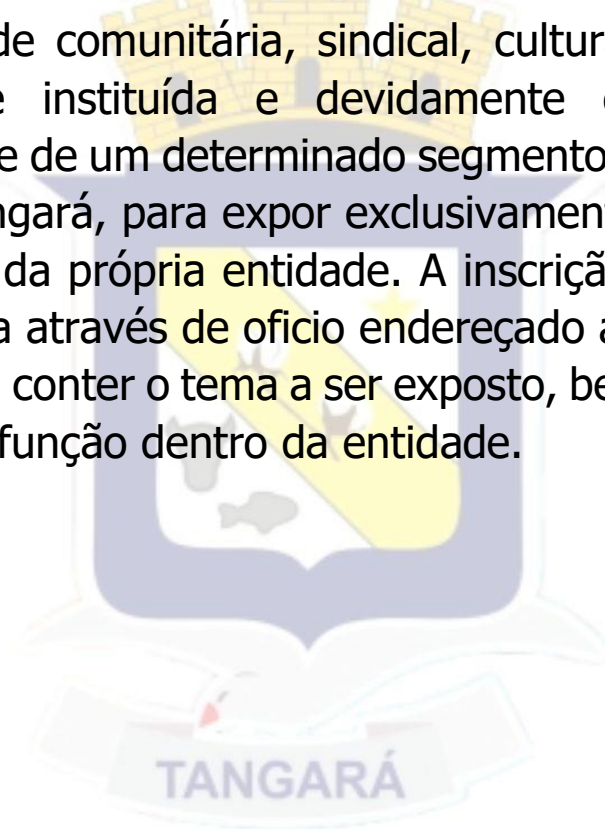 de comunitária, sindical, cultura
e instituída e devidamente
e de um determinado segmento
ngará, para expor exclusivament
da própria entidade. A inscriçã
a através de oficio endereçado a
conter o tema a ser exposto, be
função dentro da entidade.
TANGARÁ